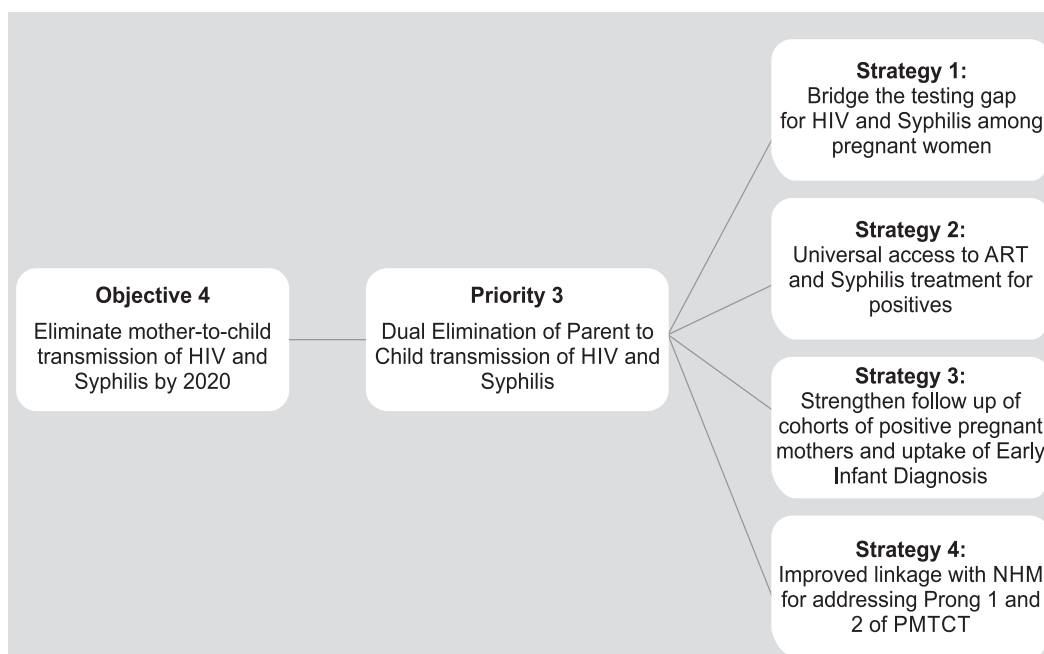 Objective 4
Eliminate mother-to-child
transmission of HIV and
Syphilis by 2020
Priority 3
Dual Elimination of Parent to
Child transmission of HIV and
Syphilis
Strategy 1:
Bridge the testing gap
for HIV and Syphilis among
pregnant women
Strategy 2:
Universal access to ART
and Syphilis treatment for
positives
Strategy 3:
Strengthen follow up of
cohorts of positive pregnant
mothers and uptake of Early
Infant Diagnosis
Strategy 4:
Improved linkage with NHM
for addressing Prong 1 and
2 of PMTCT